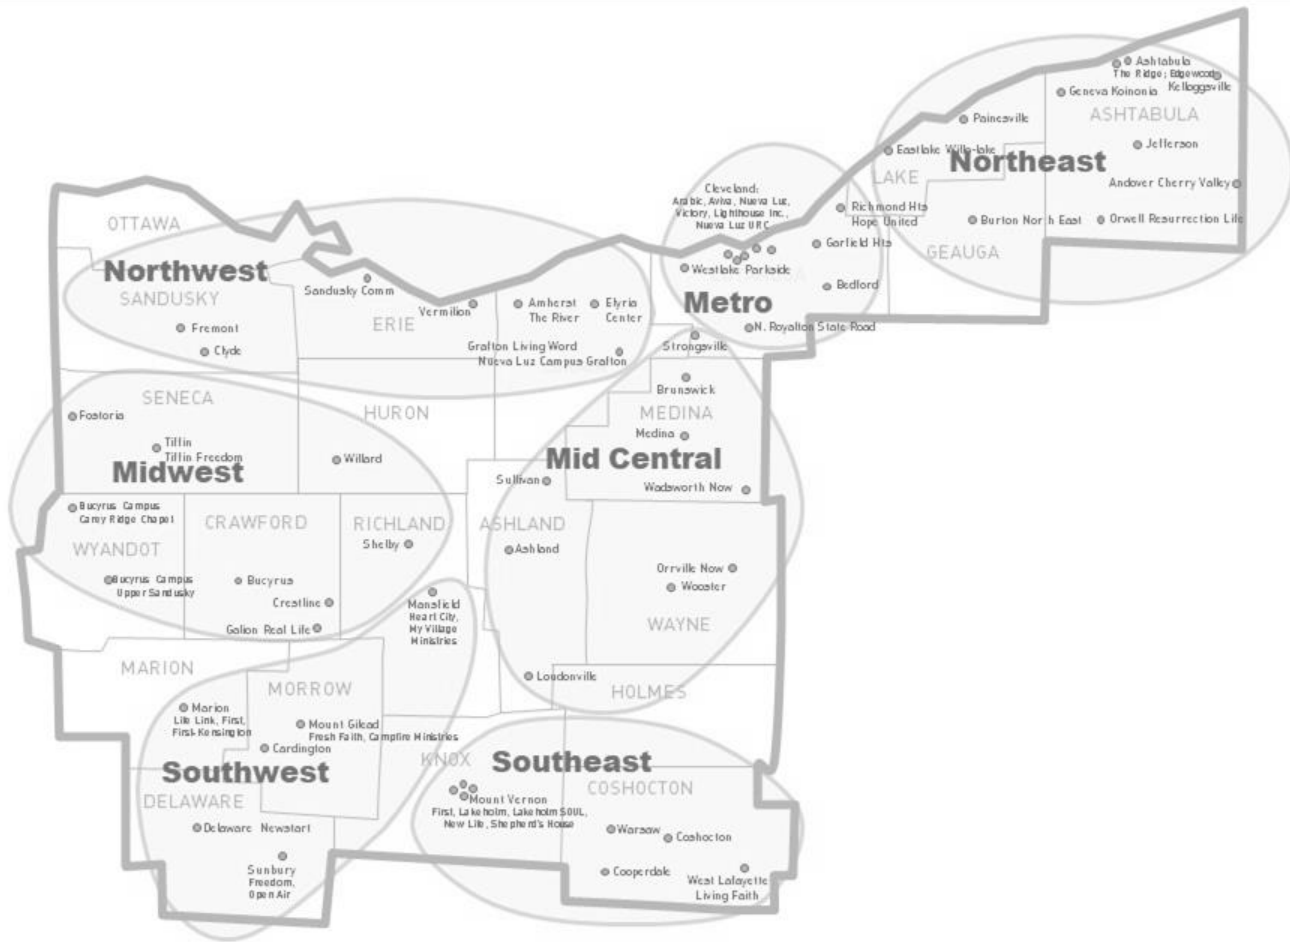 Ashtabula
The Ridge; Edgewood
Kelloggsville
Geneva Koinonia
ASHTABULA
Painesville
Jefferson
Eastlake Willo-lake
Northeast
LAKE
Andover Cherry Valley
Cleveland:
Arabic, Aviva, Nueva Luz,
Victory, Lighthouse Inc.,
Nueva Luz URC
Richmond Hts
Hope United
Burton North East
Orwell Resurrection Life
GEAUGA
Garfield Hts
Westlake Parkside
Bedford
Metro
N. Royalton State Road
OTTAWA
Northwest
SANDUSKY
Sandusky Comm
Vermilion
Amherst
The River
Elyria
Center
ERIE
Fremont
Clyde
Grafton Living Word
Nueva Luz Campus Grafton
Strongsville
Brunswick
MEDINA
Medina
Mid Central
Sullivan
Wadsworth Now
SENECA
Fostoria
HURON
Tiffin
Tiffin Freedom
Midwest
Willard
Bucyrus Campus
Carey Ridge Chapel
CRAWFORD
RICHLAND
ASHLAND
Shelby
Ashland
WYANDOT
Bucyrus Campus
Upper Sandusky
Bucyrus
Crestline
Galion Real Life
Orrville Now
Wooster
WAYNE
Mansfield
Heart City,
My Village
Ministries
MARION
MORROW
Loudonville
HOLMES
Marion
Life Link, First,
First-Kensington
Mount Gilead
Fresh Faith, Campfire Ministries
Cardington
Southwest
KNOX
Southeast
COSHOCTON
DELAWARE
Mount Vernon
First, Lakeholm, Lakeholm SOUL,
New Life, Shepherd's House
Delaware Newstart
Warsaw
Coshocton
Sunbury
Freedom,
Open Air
Cooperdale
West Lafayette
Living Faith